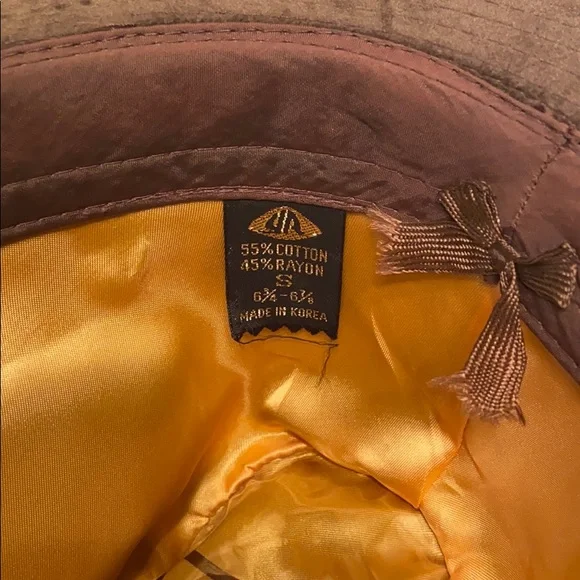 55% COTTON
45% RAYON
S
6¾-6⅞
MADE IN KOREA